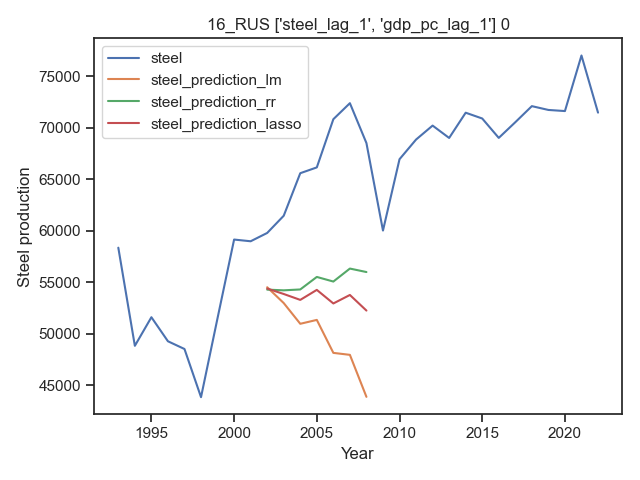 16_RUS ['steel_lag_1', 'gdp_pc_lag_1'] 0
steel
steel_prediction_lm
steel_prediction_rr
steel_prediction_lasso
Steel production
75000
70000
65000
60000
55000
50000
45000
1995
2000
2005
2010
2015
2020
Year